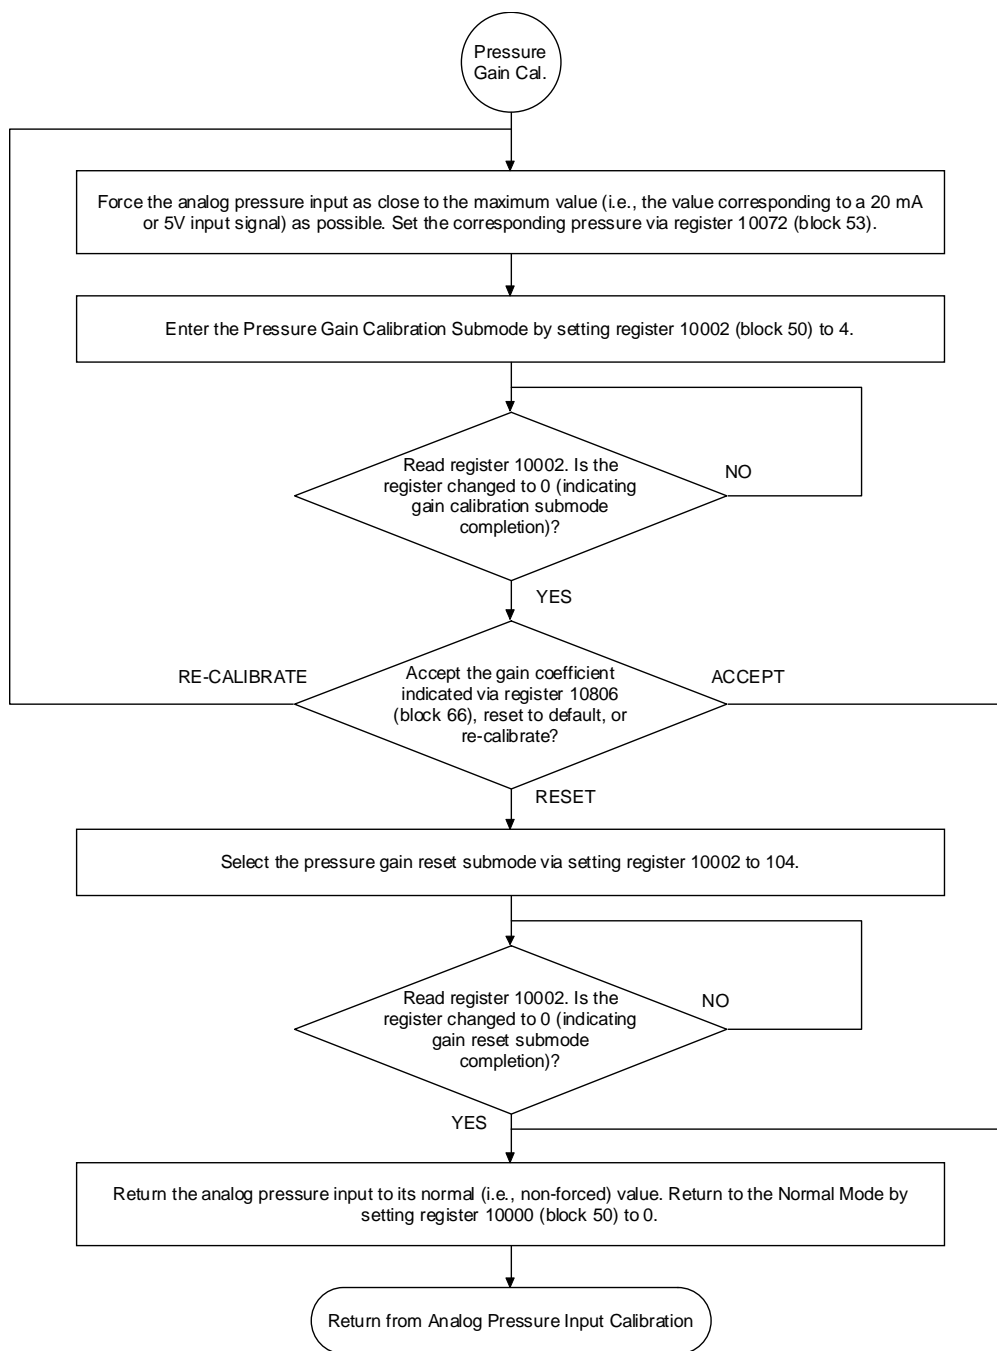 Pressure
Gain Cal.
Force the analog pressure input as close to the maximum value (i.e., the value corresponding to a 20 mA
or 5V input signal) as possible. Set the corresponding pressure via register 10072 (block 53).
Enter the Pressure Gain Calibration Submode by setting register 10002 (block 50) to 4.
Read register 10002. Is the
register changed to 0 (indicating
gain calibration submode
completion)?
NO
YES
RE-CALIBRATE
Accept the gain coefficient
indicated via register 10806
(block 66), reset to default, or
re-calibrate?
ACCEPT
RESET
Select the pressure gain reset submode via setting register 10002 to 104.
Read register 10002. Is the
register changed to 0 (indicating
gain reset submode
completion)?
NO
YES
Return the analog pressure input to its normal (i.e., non-forced) value. Return to the Normal Mode by
setting register 10000 (block 50) to 0.
Return from Analog Pressure Input Calibration